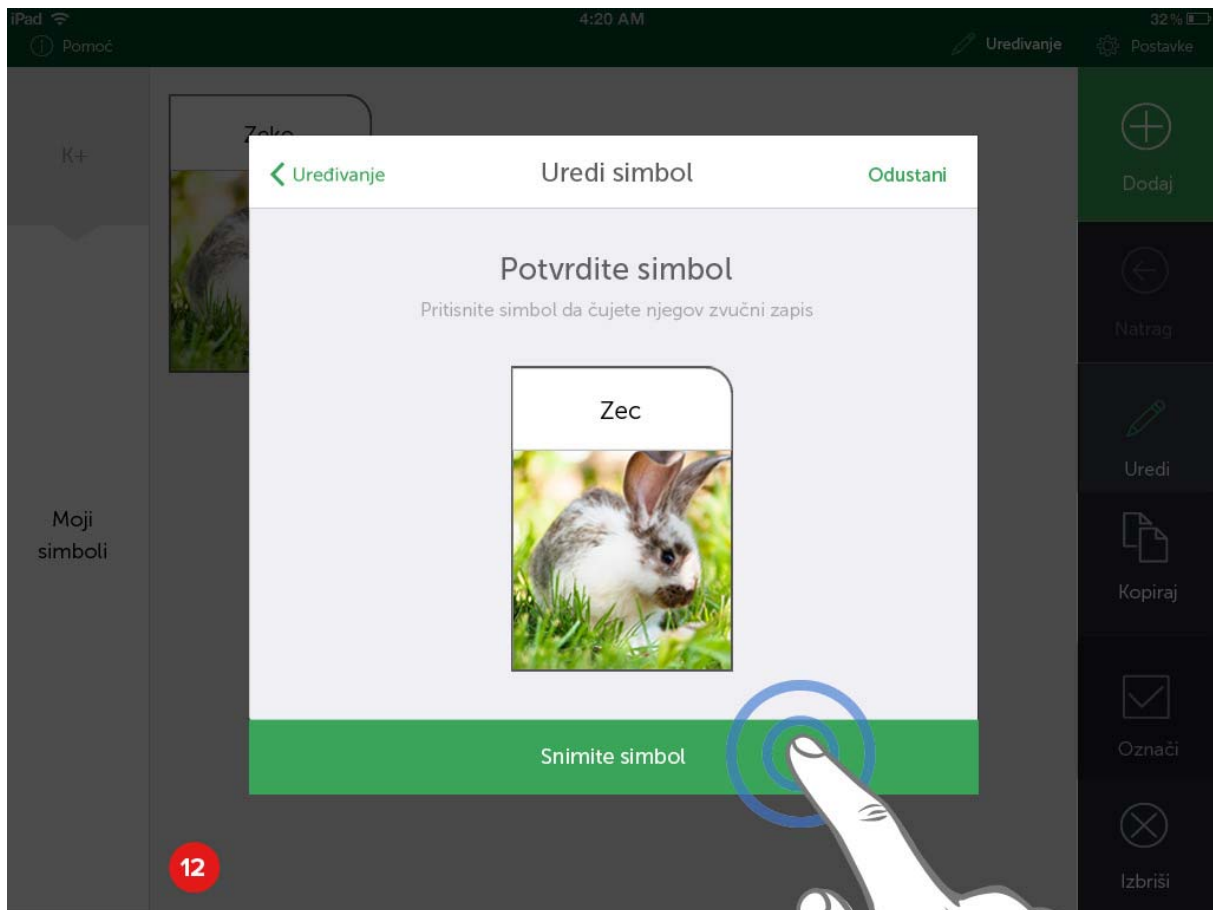 iPad 4:20 AM 32%
Pomoć Uređivanje Postavke
K+
Moji
simboli
Uređivanje Uredi simbol Odustani
Potvrdite simbol
Pritisnite simbol da čujete njegov zvučni zapis
Zec
Snimite simbol
Dodaj
Natrag
Uredi
Kopiraj
Označi
Izbriši
12